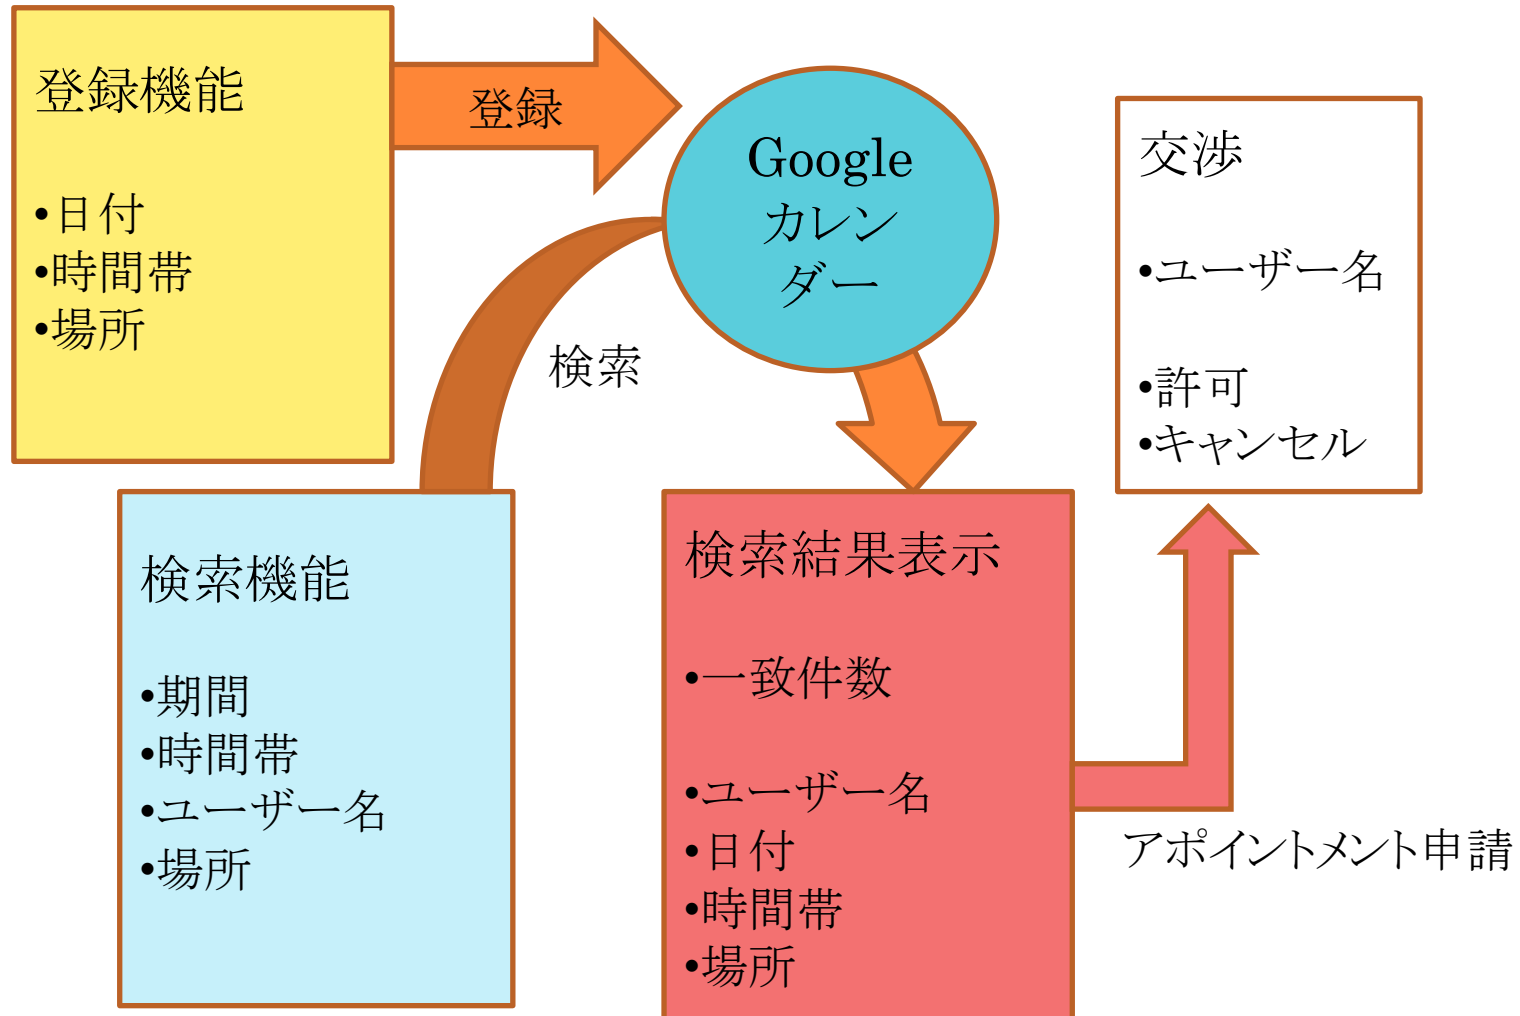 登録機能
•日付
•時間帯
•場所
登録
Google
カレン
ダー
検索
検索機能
•期間
•時間帯
•ユーザー名
•場所
検索結果表示
•一致件数
•ユーザー名
•日付
•時間帯
•場所
交渉
•ユーザー名
•許可
•キャンセル
アポイントメント申請